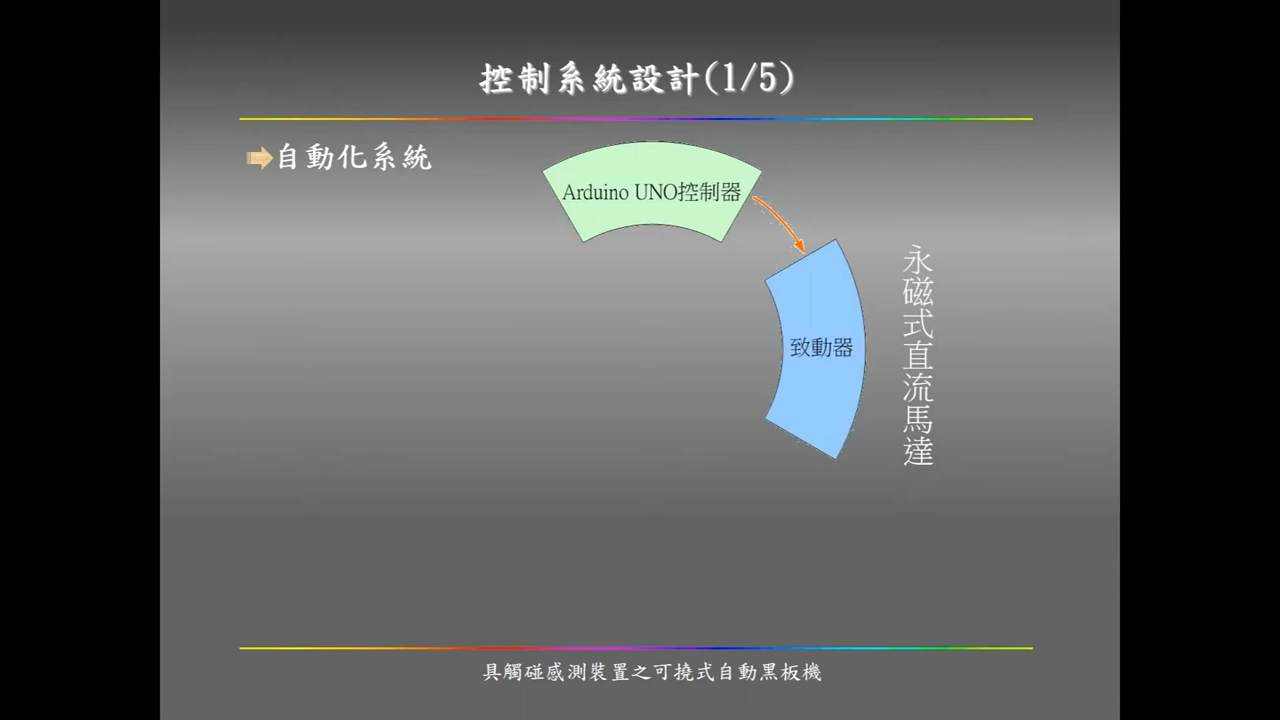 控制系統設計(1/5)
自動化系統
Arduino UNO控制器
致動器
永磁式直流馬達
具觸碰感測裝置之可撓式自動黑板機